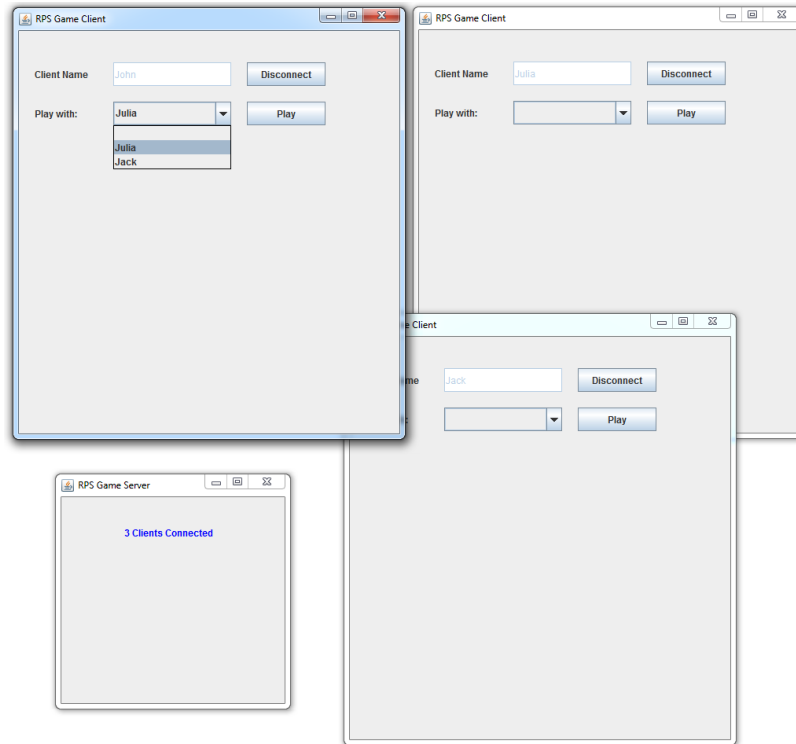 RPS Game Client
Client Name John Disconnect
Play with: Julia Play
Julia
Jack
RPS Game Client
Client Name Julia Disconnect
Play with: Play
e Client
me Jack Disconnect
: Play
RPS Game Server
3 Clients Connected